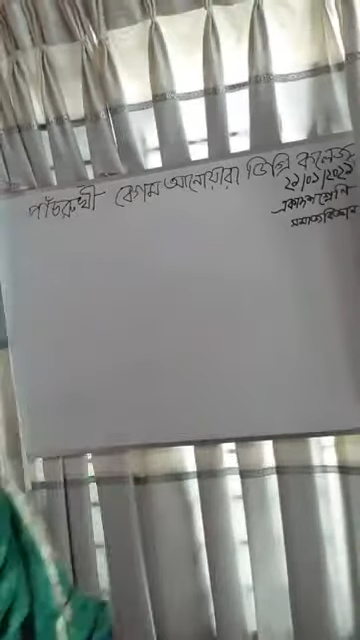 পাঁচরুখী বেগম আনোয়ারা ডিগ্রি কলেজ
২১/০১/২০২১
একাদশ শ্রেণি
সমাজবিজ্ঞান